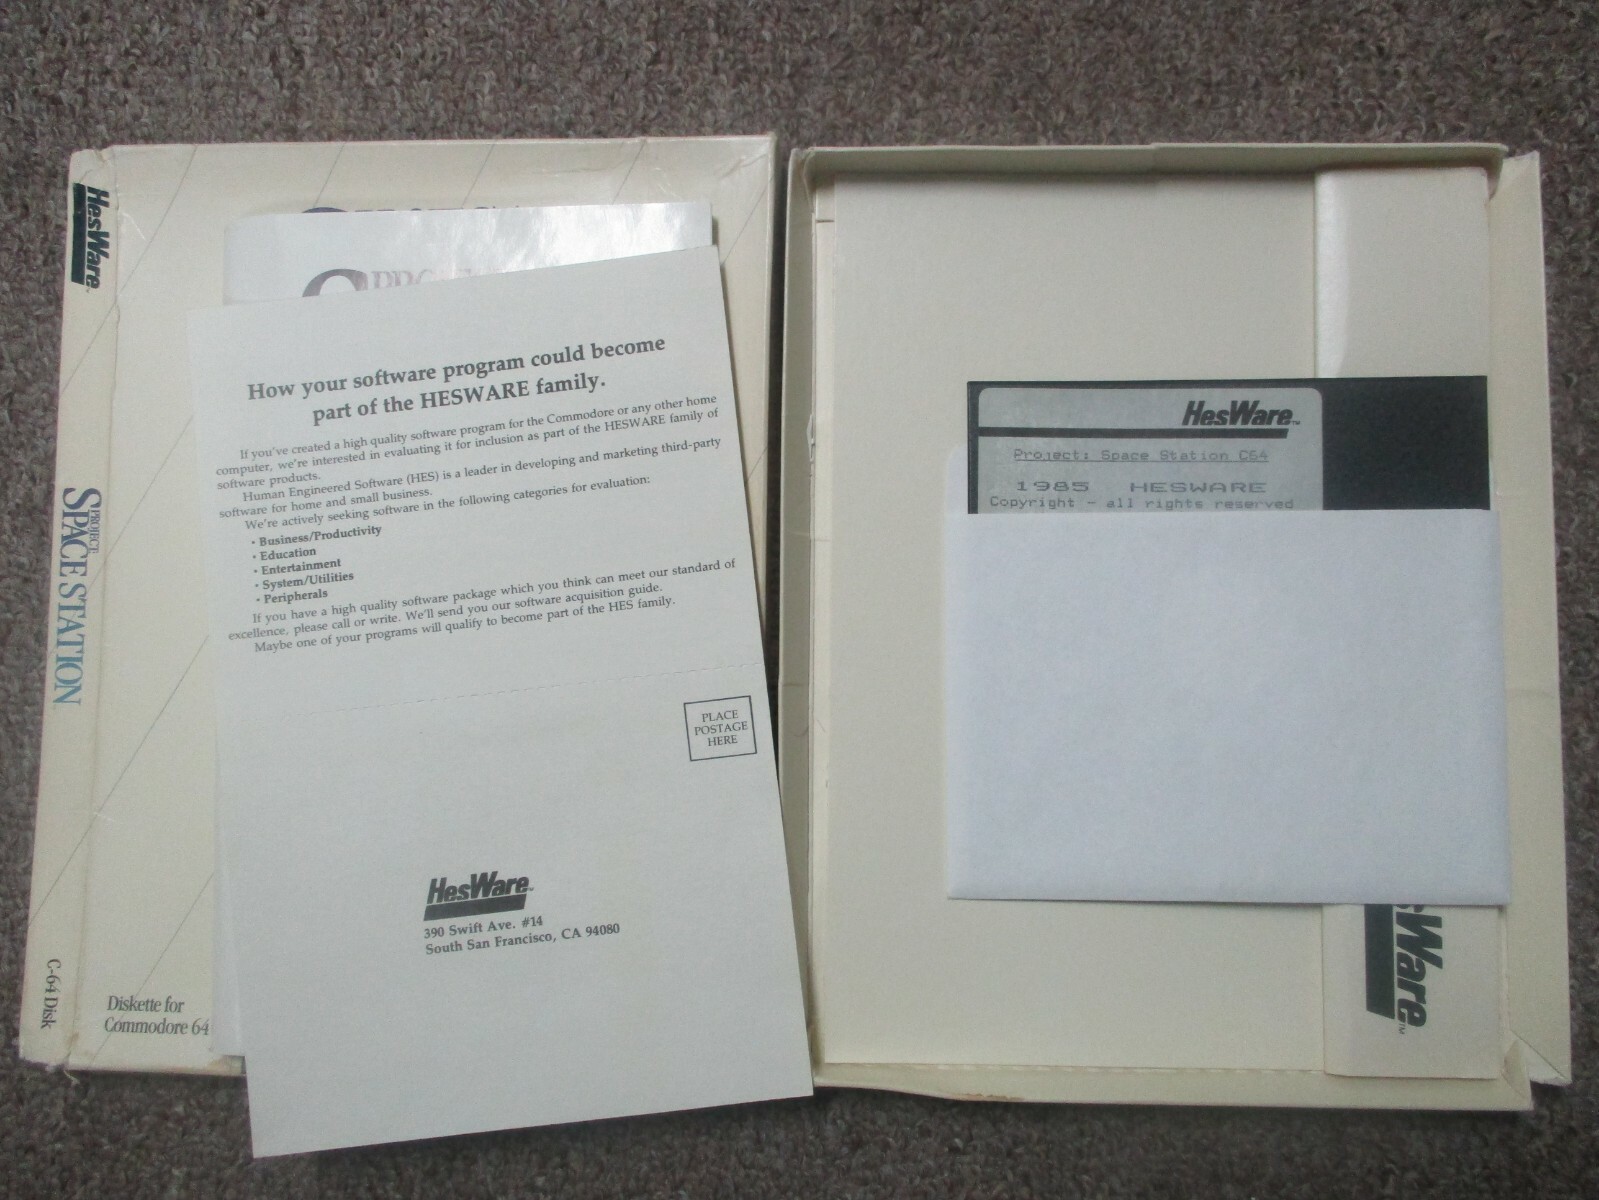 HesWare
PROJECT:
SPACE STATION
C-64 Disk
Diskette for
Commodore 64
How your software program could become
part of the HESWARE family.
If you've created a high quality software program for the Commodore or any other home
computer, we're interested in evaluating it for inclusion as part of the HESWARE family of
software products.
Human Engineered Software (HES) is a leader in developing and marketing third-party
software for home and small business.
We're actively seeking software in the following categories for evaluation:
· Business/Productivity
· Education
· Entertainment
· System/Utilities
· Peripherals
If you have a high quality software package which you think can meet our standard of
excellence, please call or write. We'll send you our software acquisition guide.
Maybe one of your programs will qualify to become part of the HES family.
PLACE
POSTAGE
HERE
HesWare™
390 Swift Ave. #14
South San Francisco, CA 94080
HesWare™
Project: Space Station C64
1985 HESWARE
Copyright - all rights reserved
sWare™